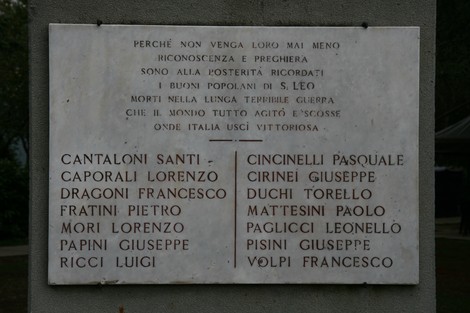 PERCHÈ NON VENGA LORO MAI MENO
RICONOSCENZA E PREGHIERA
SONO ALLA POSTERITÀ RICORDATI
I BUONI POPOLANI DI S. LEO
MORTI NELLA LUNGA TERRIBILE GUERRA
CHE IL MONDO TUTTO AGITÒ E SCOSSE
ONDE ITALIA USCÌ VITTORIOSA
CANTALONI SANTI
CAPORALI LORENZO
DRAGONI FRANCESCO
FRATINI PIETRO
MORI LORENZO
PAPINI GIUSEPPE
RICCI LUIGI
CINCINELLI PASQUALE
CIRINEI GIUSEPPE
DUCHI TORELLO
MATTESINI PAOLO
PAGLICCI LEONELLO
PISINI GIUSEPPE
VOLPI FRANCESCO